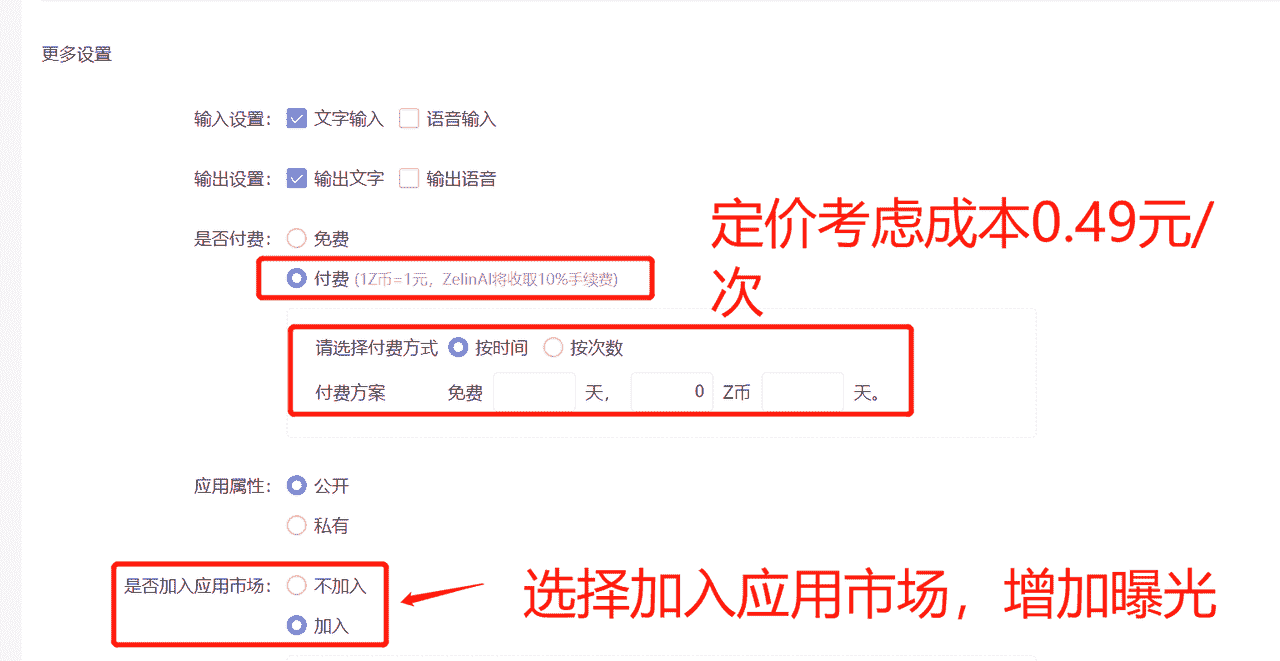 更多设置
输入设置： 文字输入 语音输入
输出设置： 输出文字 输出语音
定价考虑成本0.49元/
次
是否付费： 免费
付费 (1Z币=1元，ZelinAI将收取10%手续费)
请选择付费方式 按时间 按次数
付费方案 免费 天， 0 Z币 天。
应用属性： 公开
私有
是否加入应用市场： 不加入
加入
选择加入应用市场，增加曝光